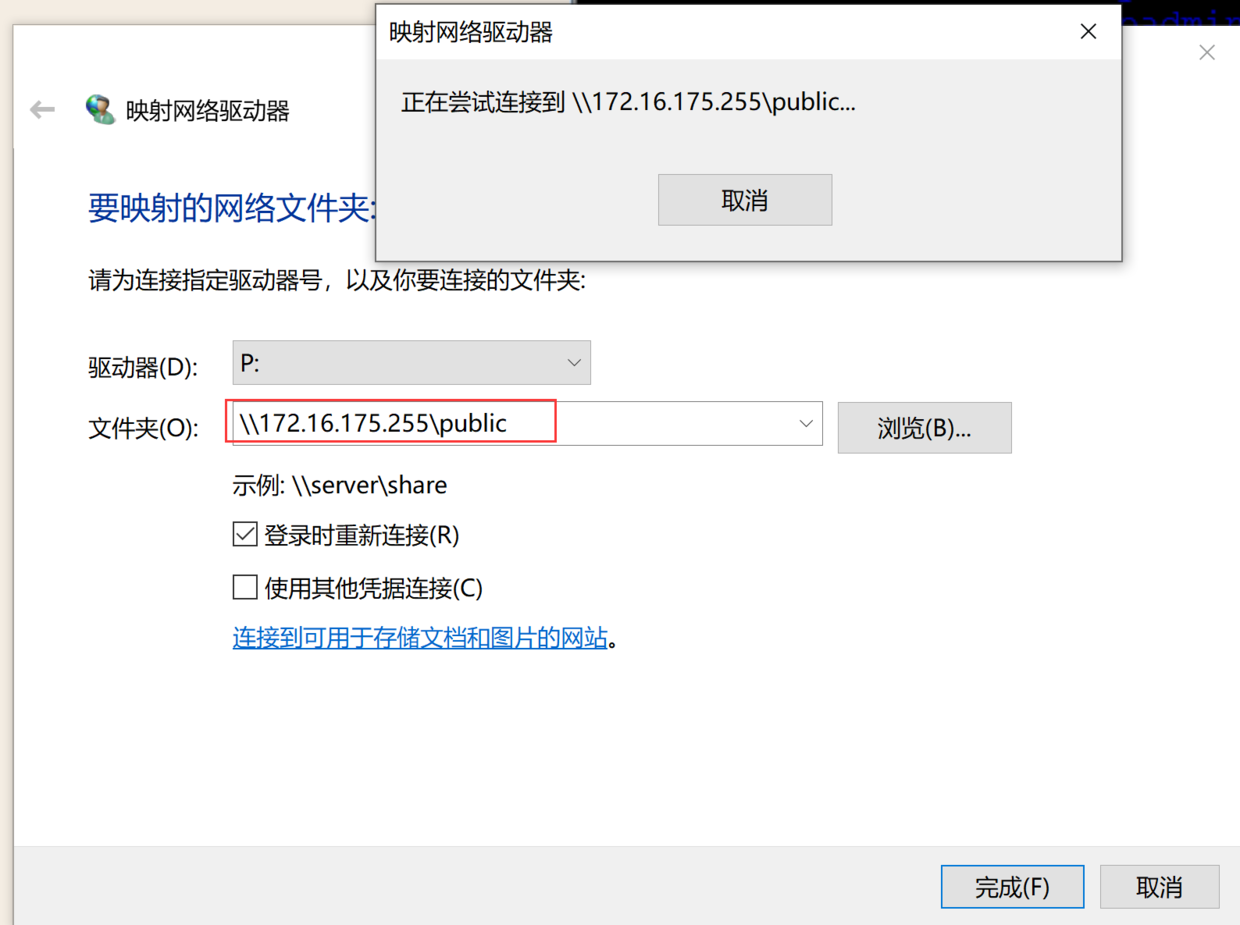 映射网络驱动器
正在尝试连接到 \\172.16.175.255\public...
取消
映射网络驱动器
要映射的网络文件夹:
请为连接指定驱动器号，以及你要连接的文件夹:
驱动器(D):
P:
文件夹(O):
\\172.16.175.255\public
浏览(B)...
示例: \\server\share
登录时重新连接(R)
使用其他凭据连接(C)
连接到可用于存储文档和图片的网站。
完成(F)
取消